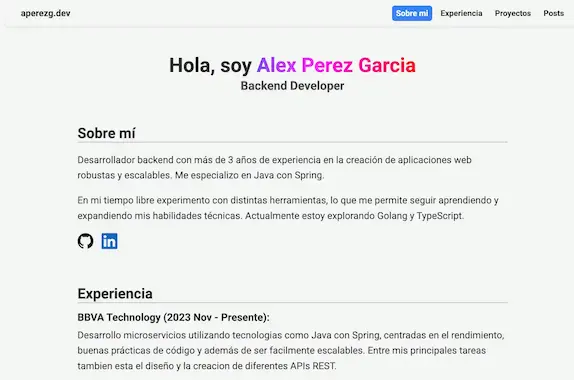 aperezg.dev
Sobre mi Experiencia Proyectos Posts
Hola, soy Alex Perez Garcia
Backend Developer
Sobre mí
Desarrollador backend con más de 3 años de experiencia en la creación de aplicaciones web
robustas y escalables. Me especializo en Java con Spring.
En mi tiempo libre experimento con distintas herramientas, lo que me permite seguir aprendiendo y
expandiendo mis habilidades técnicas. Actualmente estoy explorando Golang y TypeScript.
in
Experiencia
BBVA Technology (2023 Nov - Presente):
Desarrollo microservicios utilizando tecnologias como Java con Spring, centradas en el rendimiento,
buenas prácticas de código y además de ser facilmente escalables. Entre mis principales tareas
tambien esta el diseño y la creacion de diferentes APIs REST.